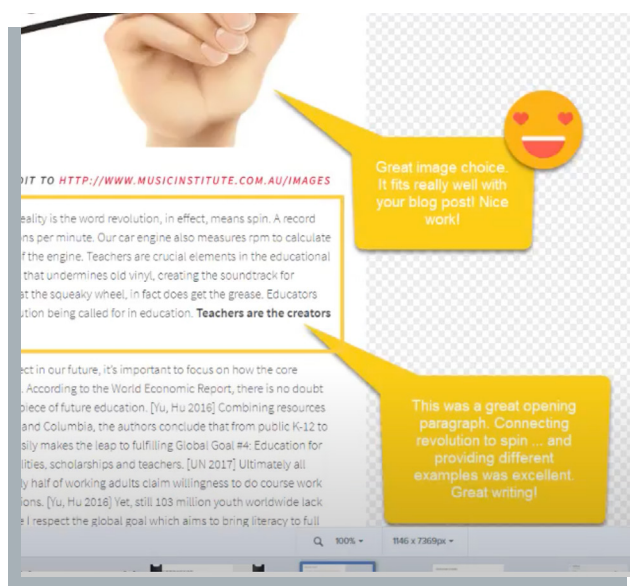 Great image choice.
It fits really well with
your blog post! Nice
work!
DIT TO HTTP://WWW.MUSICINSTITUTE.COM.AU/IMAGES
eality is the word revolution, in effect, means spin. A record
ns per minute. Our car engine also measures rpm to calculate
f the engine. Teachers are crucial elements in the educational
that undermines old vinyl, creating the soundtrack for
at the squeaky wheel, in fact does get the grease. Educators
ution being called for in education. Teachers are the creators
ect in our future, it's important to focus on how the core
. According to the World Economic Report, there is no doubt
piece of future education. [Yu, Hu 2016] Combining resources
and Columbia, the authors conclude that from public K-12 to
sily makes the leap to fulfilling Global Goal #4: Education for
lities, scholarships and teachers. [UN 2017] Ultimately all
ly half of working adults claim willingness to do course work
ions. [Yu, Hu 2016] Yet, still 103 million youth worldwide lack
e I respect the global goal which aims to bring literacy to full
This was a great opening
paragraph. Connecting
revolution to spin ... and
providing different
examples was excellent.
Great writing!
100% 1146 x 7369px